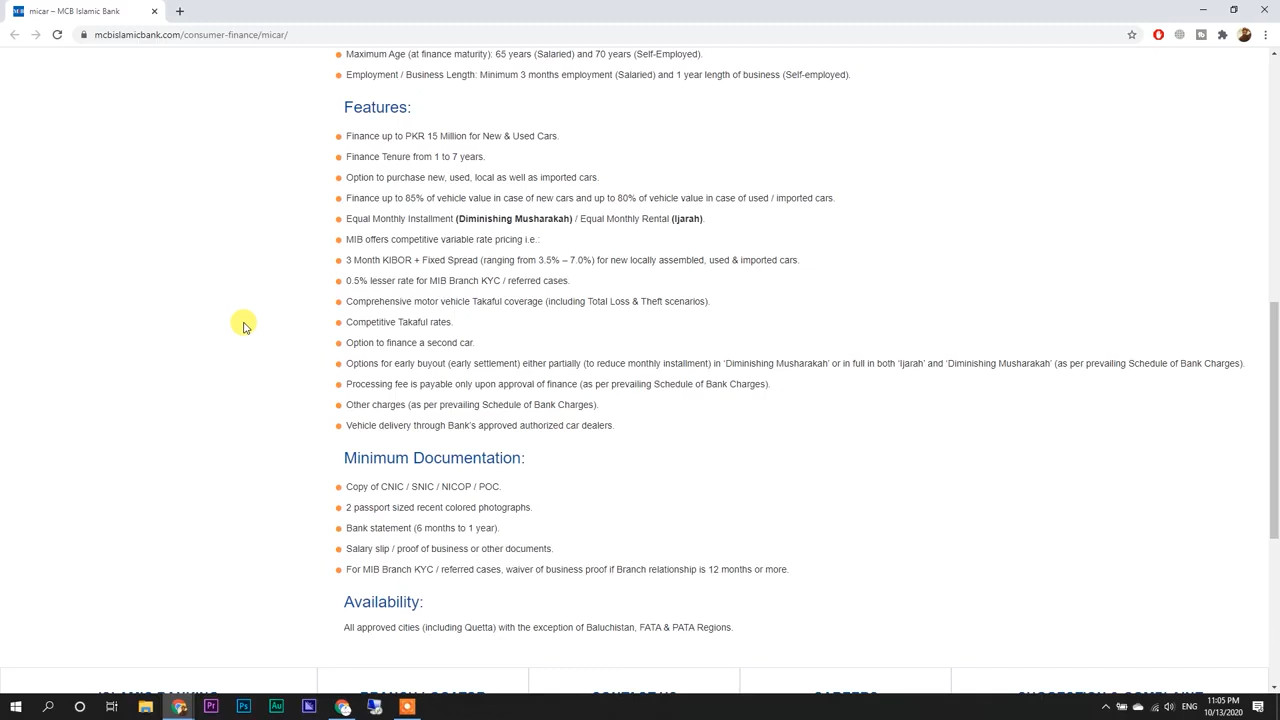 micar – MCB Islamic Bank
mcbislamicbank.com/consumer-finance/micar/
Maximum Age (at finance maturity): 65 years (Salaried) and 70 years (Self-Employed).
Employment / Business Length: Minimum 3 months employment (Salaried) and 1 year length of business (Self-employed).
Features:
Finance up to PKR 15 Million for New & Used Cars.
Finance Tenure from 1 to 7 years.
Option to purchase new, used, local as well as imported cars.
Finance up to 85% of vehicle value in case of new cars and up to 80% of vehicle value in case of used / imported cars.
Equal Monthly Installment (Diminishing Musharakah) / Equal Monthly Rental (Ijarah).
MIB offers competitive variable rate pricing i.e.:
3 Month KIBOR + Fixed Spread (ranging from 3.5% – 7.0%) for new locally assembled, used & imported cars.
0.5% lesser rate for MIB Branch KYC / referred cases.
Comprehensive motor vehicle Takaful coverage (including Total Loss & Theft scenarios).
Competitive Takaful rates.
Option to finance a second car.
Options for early buyout (early settlement) either partially (to reduce monthly installment) in ‘Diminishing Musharakah’ or in full in both ‘Ijarah’ and ‘Diminishing Musharakah’ (as per prevailing Schedule of Bank Charges).
Processing fee is payable only upon approval of finance (as per prevailing Schedule of Bank Charges).
Other charges (as per prevailing Schedule of Bank Charges).
Vehicle delivery through Bank’s approved authorized car dealers.
Minimum Documentation:
Copy of CNIC / SNIC / NICOP / POC.
2 passport sized recent colored photographs.
Bank statement (6 months to 1 year).
Salary slip / proof of business or other documents.
For MIB Branch KYC / referred cases, waiver of business proof if Branch relationship is 12 months or more.
Availability:
All approved cities (including Quetta) with the exception of Baluchistan, FATA & PATA Regions.
ISLAMIC BANKING BRANCH LOCATOR CONTACT US CAREERS SUGGESTION / COMPLAINT
Pr Ps Au ENG 11:05 PM
10/13/2020